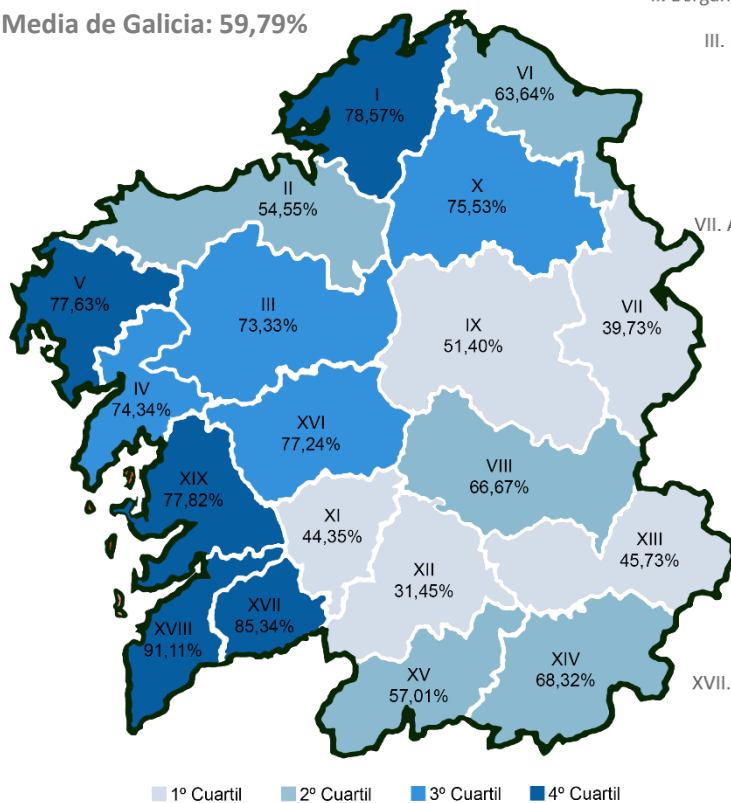 Media de Galicia: 59,79%
III.
VI
63,64%
I
78,57%
X
75,53%
II
54,55%
VII. A
V
77,63%
III
73,33%
IX
51,40%
VII
39,73%
IV
74,34%
XVI
77,24%
VIII
66,67%
XIX
77,82%
XI
44,35%
XIII
45,73%
XII
31,45%
XVII
85,34%
XVIII
91,11%
XIV
68,32%
XV
57,01%
XVII.
1º Cuartil
2º Cuartil
3º Cuartil
4º Cuartil